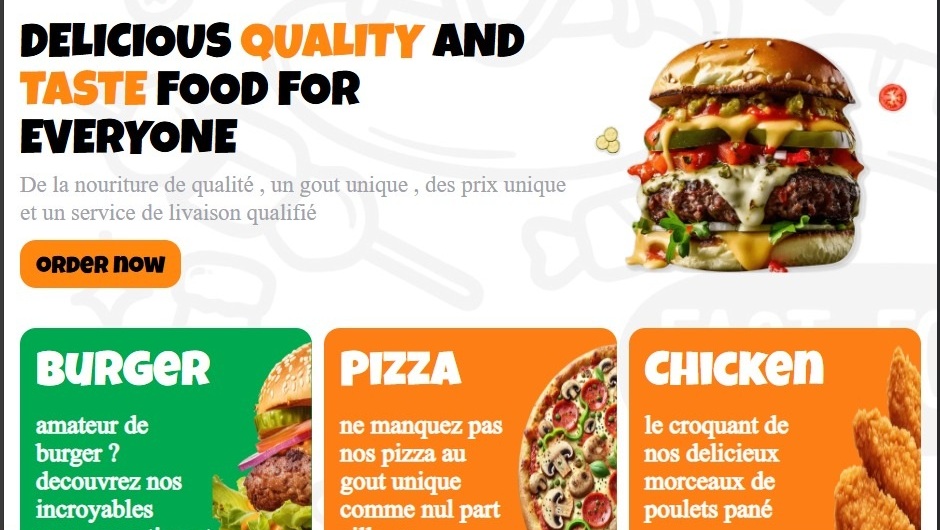 DELICIOUS QUALITY AND
TASTE FOOD FOR
EVERYONE
De la nouriture de qualité , un gout unique , des prix unique
et un service de livaison qualifié
order now
Burger
Pizza
Chicken
amateur de
burger ?
decouvrez nos
incroyables
ne manquez pas
nos pizza au
gout unique
comme nul part
le croquant de
nos delicieux
morceaux de
poulets pané